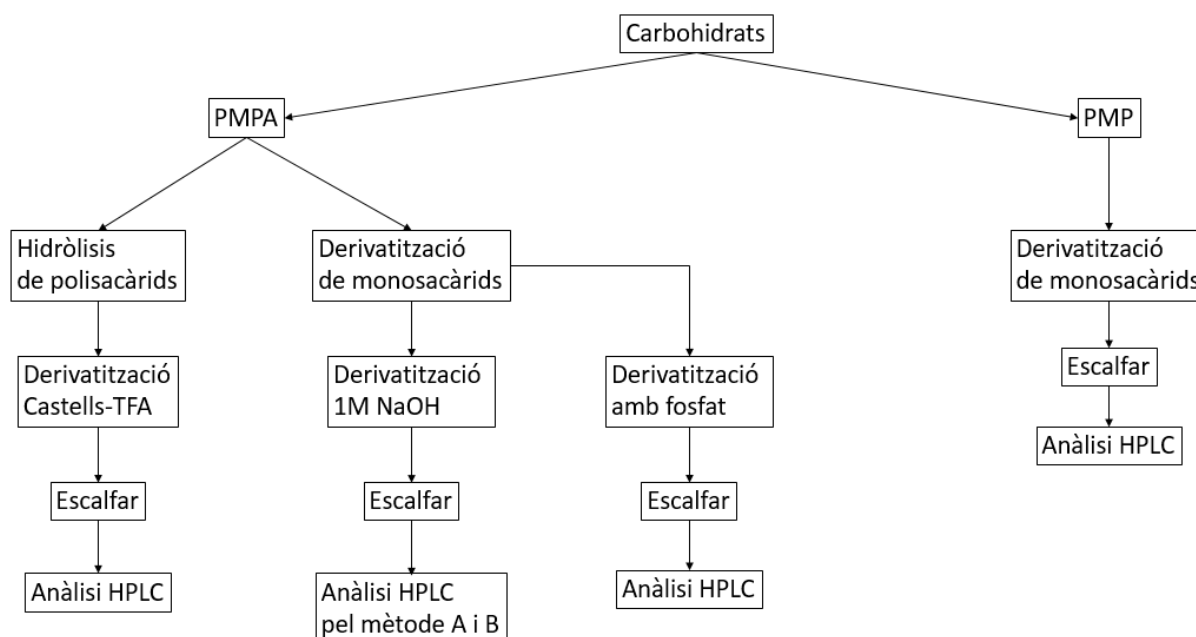 Carbohidrats
PMPA
PMP
Hidròlisis
de polisacàrids
Derivatització
de monosacàrids
Derivatització
de monosacàrids
Derivatització
Castells-TFA
Derivatització
1M NaOH
Derivatització
amb fosfat
Escalfar
Anàlisi HPLC
Escalfar
Escalfar
Escalfar
Anàlisi HPLC
Anàlisi HPLC
pel mètode A i B
Anàlisi HPLC